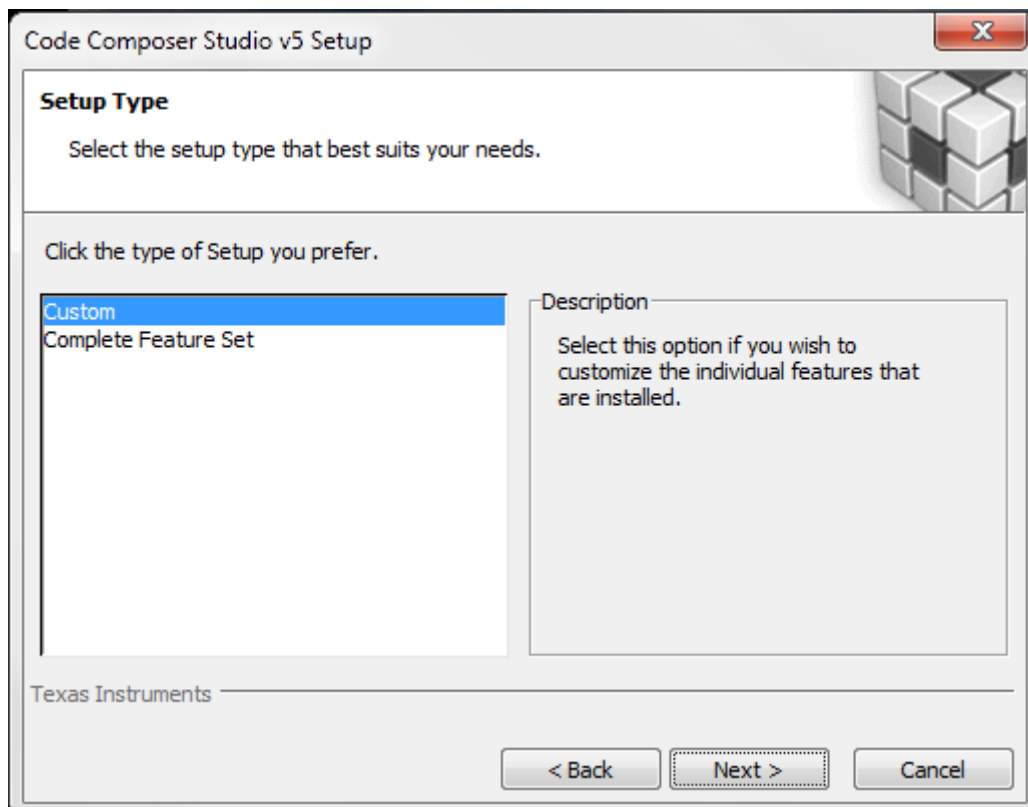 Code Composer Studio v5 Setup
Setup Type
Select the setup type that best suits your needs.
Click the type of Setup you prefer.
Custom
Complete Feature Set
Description
Select this option if you wish to
customize the individual features that
are installed.
Texas Instruments
< Back
Next >
Cancel